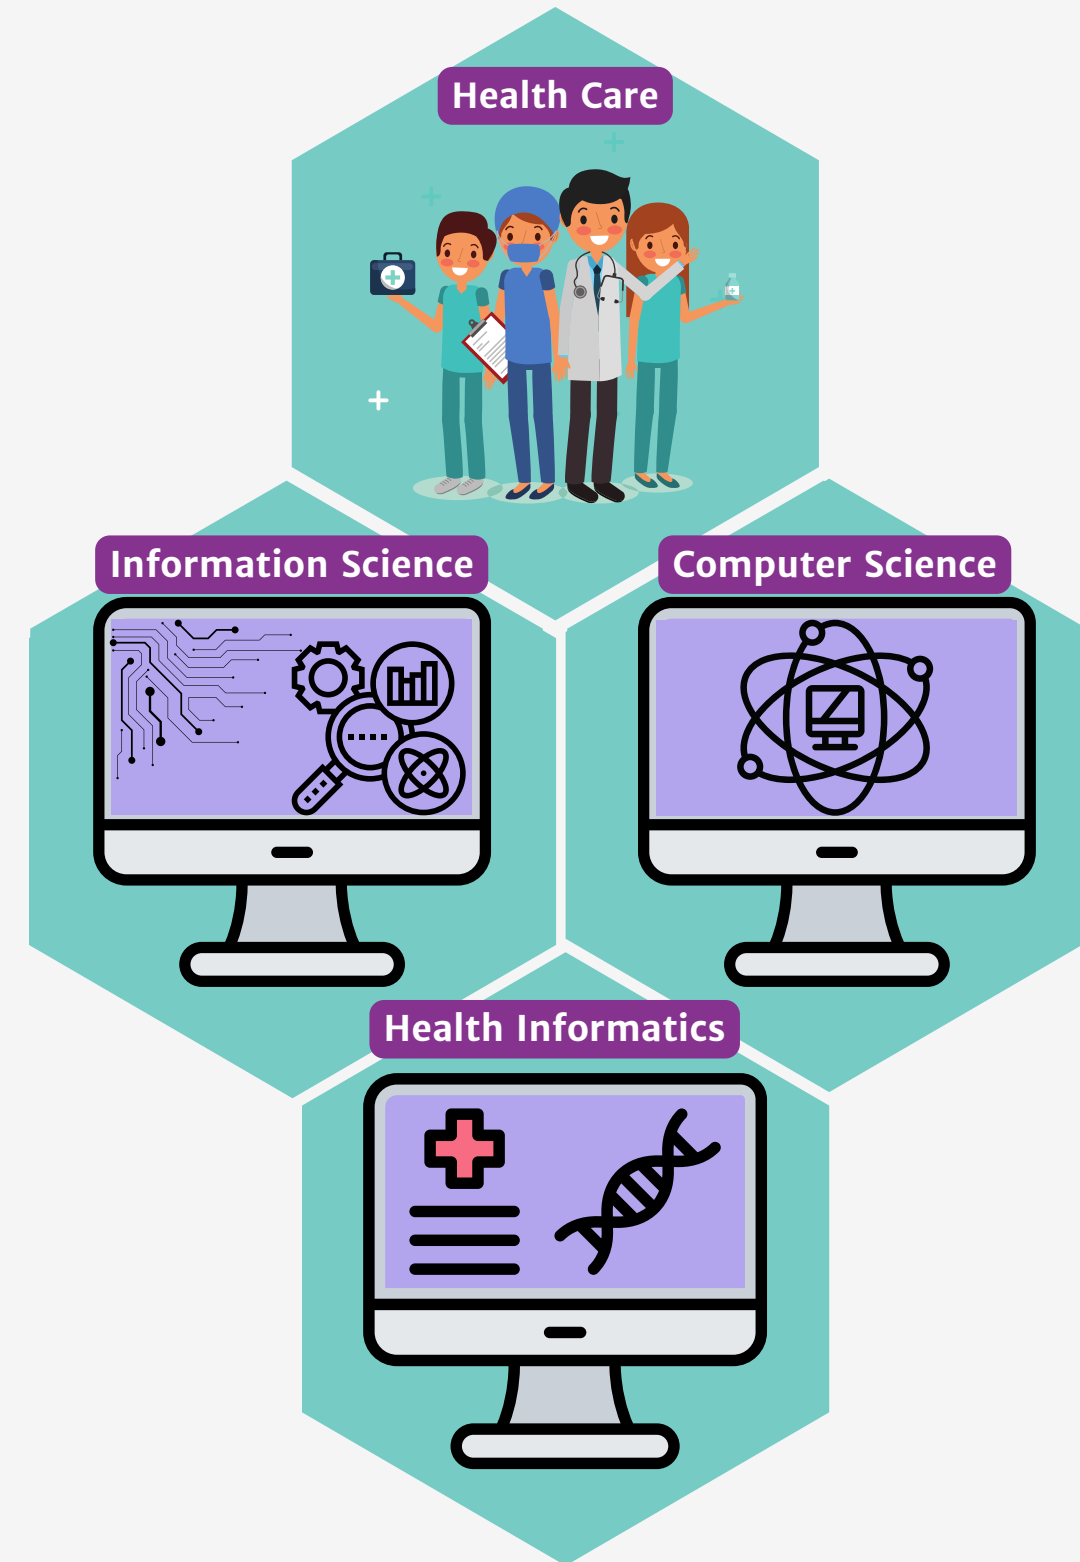 Health Care
Information Science
Computer Science
Health Informatics